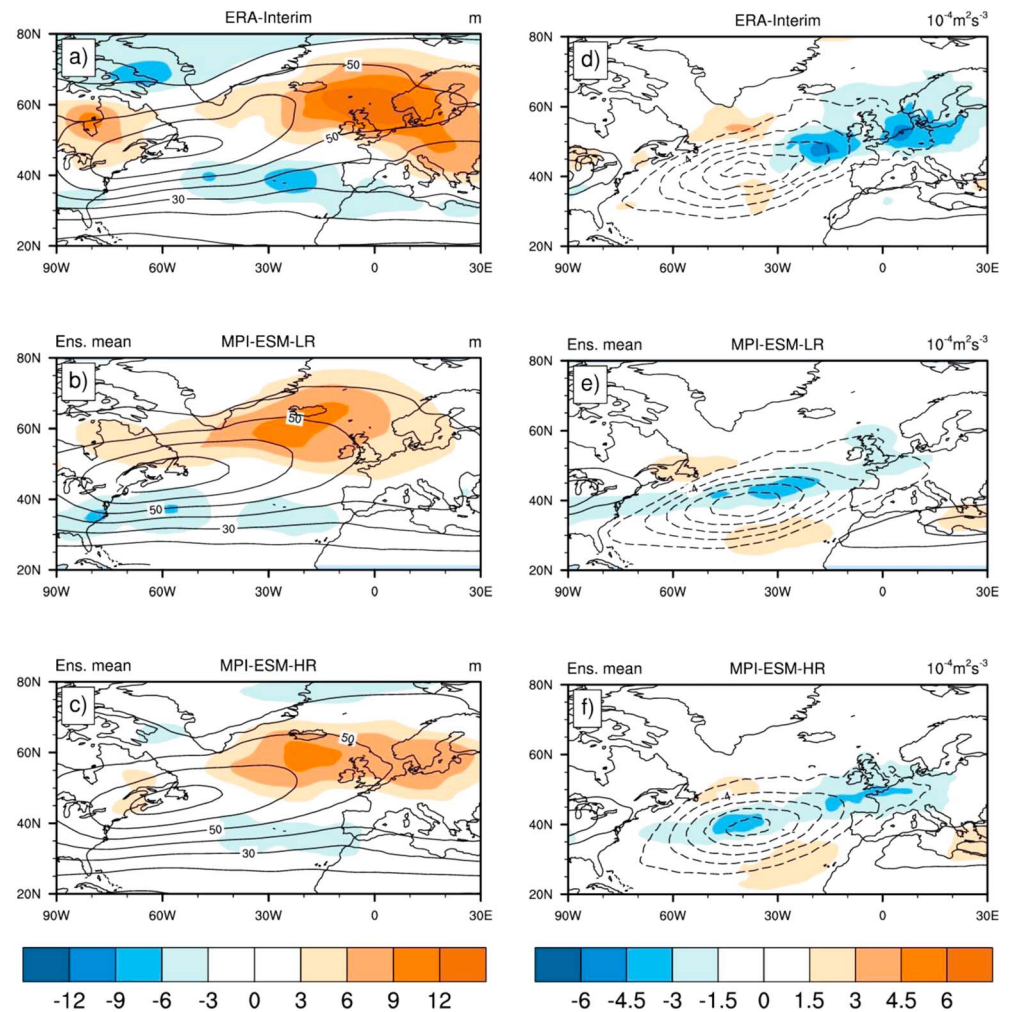 ERA-Interim m
a)
50
50
30
80N
60N
40N
20N
90W 60W 30W 0 30E
ERA-Interim 10⁻⁴m²s⁻³
d)
80N
60N
40N
20N
90W 60W 30W 0 30E
Ens. mean MPI-ESM-LR m
b)
50
50
30
80N
60N
40N
20N
90W 60W 30W 0 30E
Ens. mean MPI-ESM-LR 10⁻⁴m²s⁻³
e)
80N
60N
40N
20N
90W 60W 30W 0 30E
Ens. mean MPI-ESM-HR m
c)
50
50
30
80N
60N
40N
20N
90W 60W 30W 0 30E
Ens. mean MPI-ESM-HR 10⁻⁴m²s⁻³
f)
-4
80N
60N
40N
20N
90W 60W 30W 0 30E
-12 -9 -6 -3 0 3 6 9 12
-6 -4.5 -3 -1.5 0 1.5 3 4.5 6